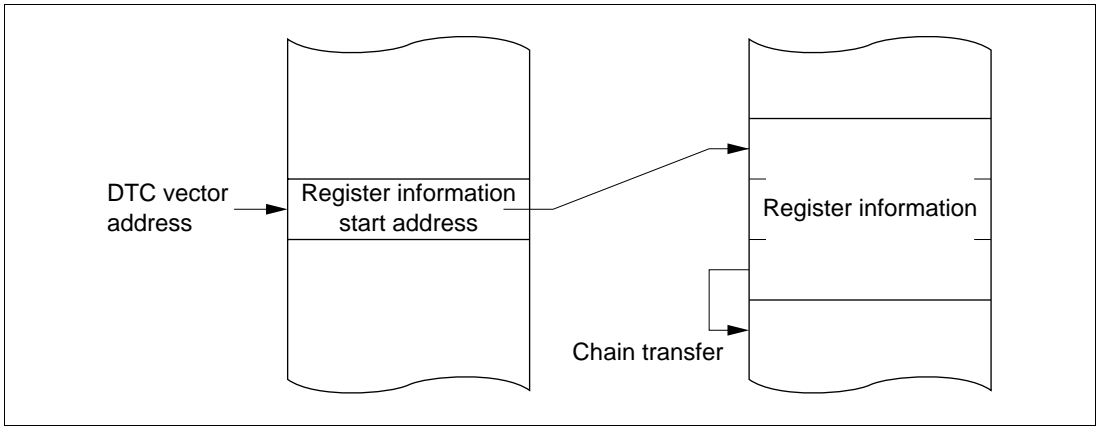 DTC vector
address
Register information
start address
Register information
Chain transfer